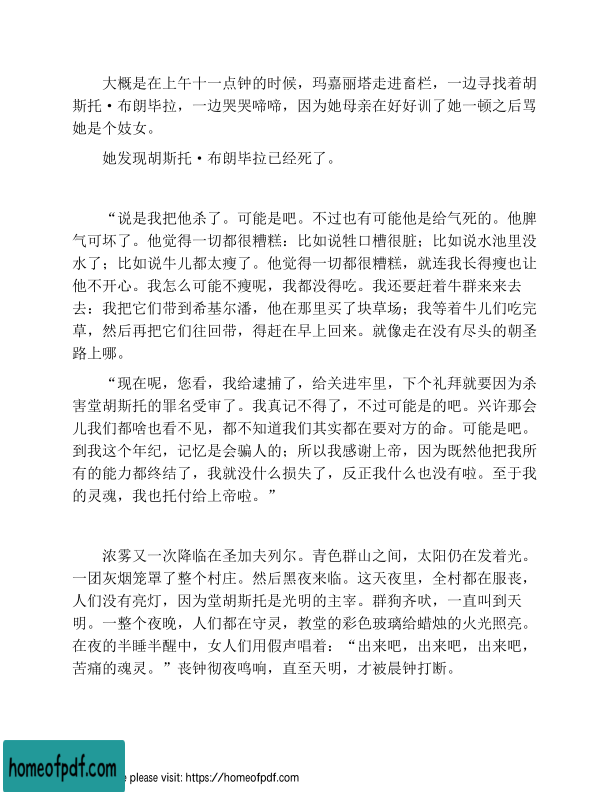 大概是在上午十一点钟的时候，玛嘉丽塔走进畜栏，一边寻找着胡
斯托·布朗毕拉，一边哭哭啼啼，因为她母亲在好好训了她一顿之后骂
她是个妓女。
她发现胡斯托·布朗毕拉已经死了。
“说是我把他杀了。可能是吧。不过也有可能他是给气死的。他脾
气可坏了。他觉得一切都很糟糕：比如说牲口槽很脏；比如说水池里没
水了；比如说牛儿都太瘦了。他觉得一切都很糟糕，就连我长得瘦也让
他不开心。我怎么可能不瘦呢，我都没得吃。我还要赶着牛群来来去
去：我把它们带到希基尔潘，他在那里买了块草场；我等着牛儿们吃完
草，然后再把它们往回带，得赶在早上回来。就像走在没有尽头的朝圣
路上哪。
“现在呢，您看，我给逮捕了，给关进牢里，下个礼拜就要因为杀
害堂胡斯托的罪名受审了。我真记不得了，不过可能是的吧。兴许那会
儿我们都啥也看不见，都不知道我们其实都在要对方的命。可能是吧。
到我这个年纪，记忆是会骗人的；所以我感谢上帝，因为既然他把我所
有的能力都终结了，我就没什么损失了，反正我什么也没有啦。至于我
的灵魂，我也托付给上帝啦。”
浓雾又一次降临在圣加夫列尔。青色群山之间，太阳仍在发着光。
一团灰烟笼罩了整个村庄。然后黑夜来临。这天夜里，全村都在服丧，
人们没有亮灯，因为堂胡斯托是光明的主宰。群狗齐吠，一直叫到天
明。一整个夜晚，人们都在守灵，教堂的彩色玻璃给蜡烛的火光照亮。
在夜的半睡半醒中，女人们用假声唱着：“出来吧，出来吧，出来吧，
苦痛的魂灵。”丧钟彻夜鸣响，直至天明，才被晨钟打断。
homeofpdf.com
e please visit: https://homeofpdf.com